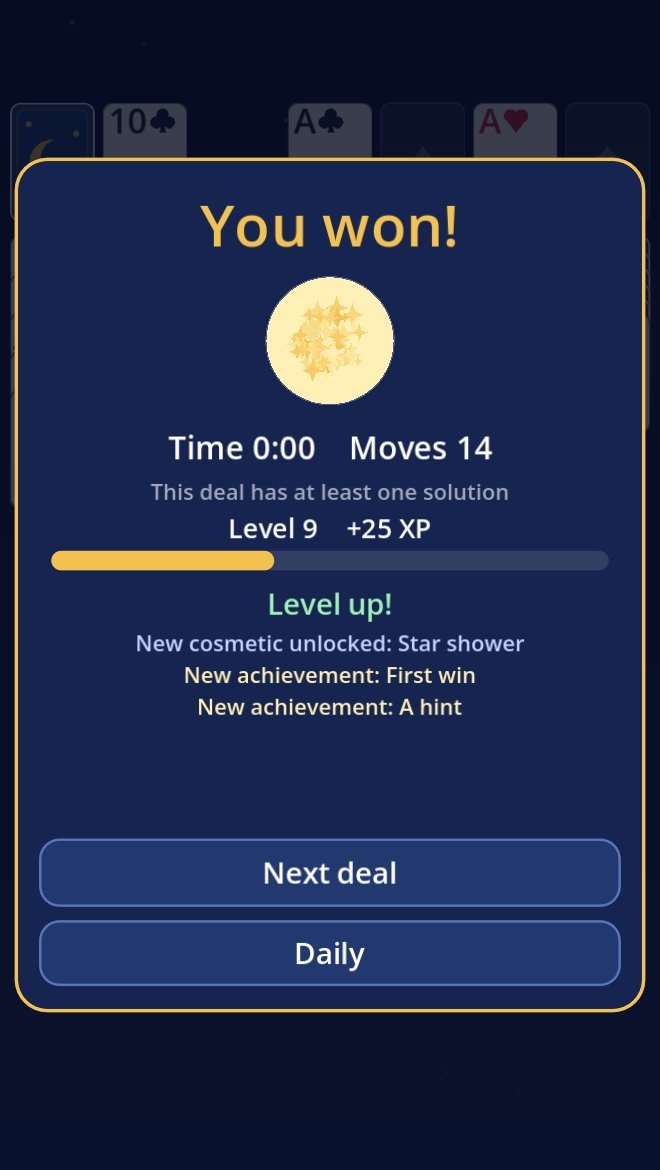 10♣ A♣ A♥
You won!
Time 0:00 Moves 14
This deal has at least one solution
Level 9 +25 XP
Level up!
New cosmetic unlocked: Star shower
New achievement: First win
New achievement: A hint
Next deal
Daily